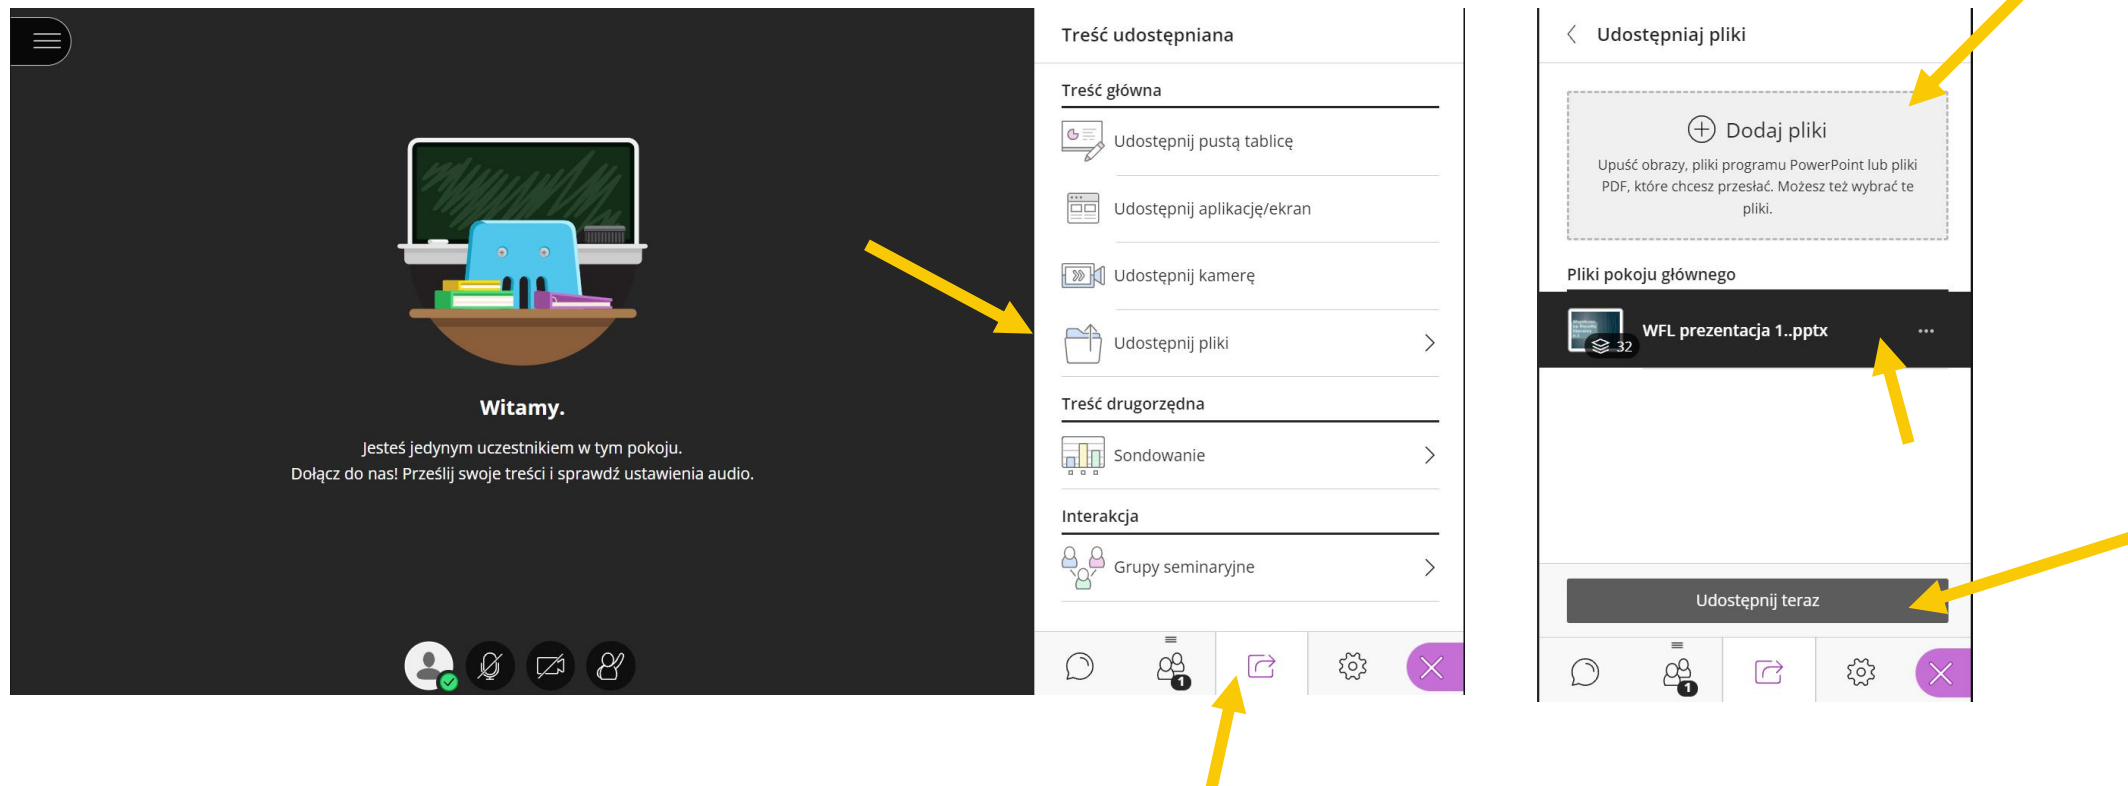 Witamy.
Jesteś jedynym uczestnikiem w tym pokoju.
Dołącz do nas! Prześlij swoje treści i sprawdź ustawienia audio.
Treść udostępniana
Treść główna
Udostępnij pustą tablicę
Udostępnij aplikację/ekran
Udostępnij kamerę
Udostępnij pliki
Treść drugorzędna
Sondowanie
Interakcja
Grupy seminaryjne
1
Udostępniaj pliki
Dodaj pliki
Upuść obrazy, pliki programu PowerPoint lub pliki
PDF, które chcesz przesłać. Możesz też wybrać te
pliki.
Pliki pokoju głównego
WFL prezentacja 1..pptx
32
Udostępnij teraz
1